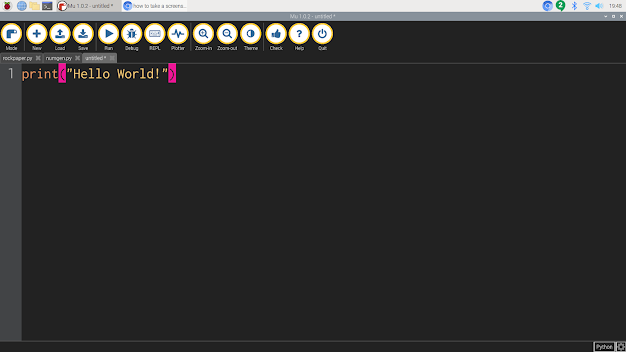 Mu 1.0.2 - untitled *
how to take a screens...
2
19:48
Mu 1.0.2 - untitled *
Mode
New
Load
Save
Run
Debug
REPL
Plotter
Zoom-in
Zoom-out
Theme
Check
Help
Quit
rockpaper.py
numgen.py
untitled *
1 print("Hello World!")
Python